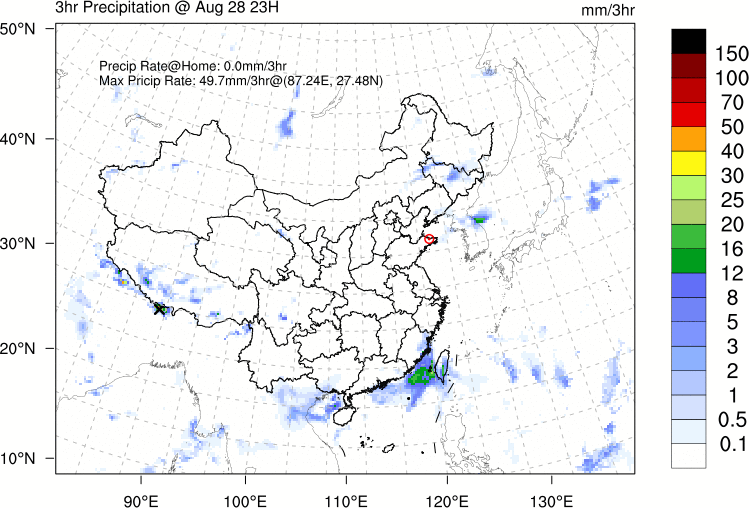 3hr Precipitation @ Aug 28 23H
mm/3hr
Precip Rate@Home: 0.0mm/3hr
Max Pricip Rate: 49.7mm/3hr@(87.24E, 27.48N)
50°N
40°N
30°N
20°N
10°N
90°E
100°E
110°E
120°E
130°E
150
100
70
50
40
30
25
20
16
12
8
5
3
2
1
0.5
0.1